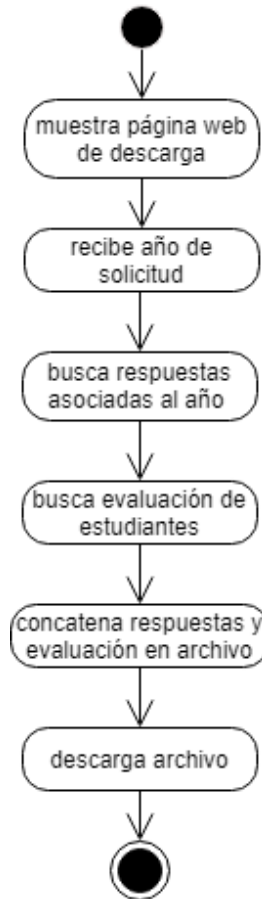 muestra página web
de descarga
recibe año de
solicitud
busca respuestas
asociadas al año
busca evaluación de
estudiantes
concatena respuestas y
evaluación en archivo
descarga archivo